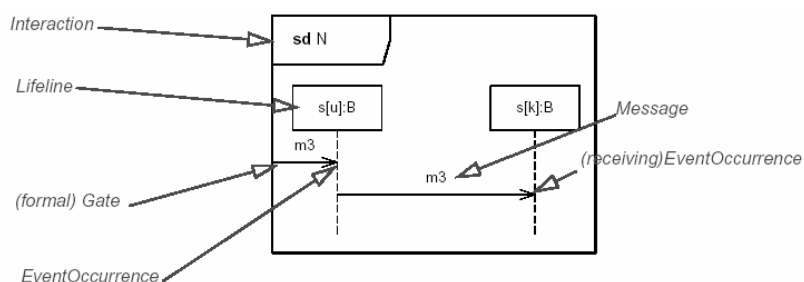 Interaction
sd N
Lifeline
s[u]:B
s[k]:B
Message
m3
(receiving)EventOccurrence
m3
(formal) Gate
EventOccurrence